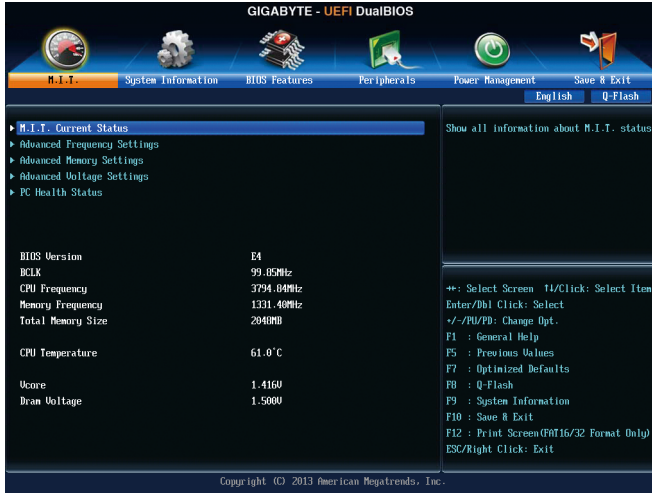 GIGABYTE - UEFI DualBIOS
M.I.T. System Information BIOS Features Peripherals Power Management Save & Exit
English Q-Flash
M.I.T. Current Status
Advanced Frequency Settings
Advanced Memory Settings
Advanced Voltage Settings
PC Health Status
Show all information about M.I.T. status
BIOS Version E4
BCLK 99.85MHz
CPU Frequency 3794.84MHz
Memory Frequency 1331.40MHz
Total Memory Size 2048MB
CPU Temperature 61.0°C
Vcore 1.416V
Dram Voltage 1.500V
→←: Select Screen ↑↓/Click: Select Item
Enter/Dbl Click: Select
+/-/PU/PD: Change Opt.
F1 : General Help
F5 : Previous Values
F7 : Optimized Defaults
F8 : Q-Flash
F9 : System Information
F10 : Save & Exit
F12 : Print Screen(FAT16/32 Format Only)
ESC/Right Click: Exit
Copyright (C) 2013 American Megatrends, Inc.